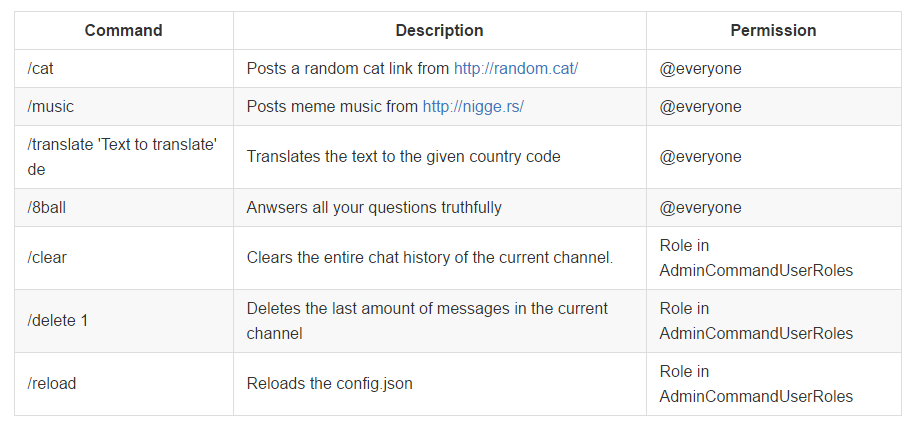 Command Description Permission
/cat Posts a random cat link from http://random.cat/ @everyone
/music Posts meme music from http://nigge.rs/ @everyone
/translate 'Text to translate'
de
Translates the text to the given country code @everyone
/8ball Anwsers all your questions truthfully @everyone
/clear Clears the entire chat history of the current channel.
Role in
AdminCommandUserRoles
/delete 1
Deletes the last amount of messages in the current
channel
Role in
AdminCommandUserRoles
/reload Reloads the config.json
Role in
AdminCommandUserRoles